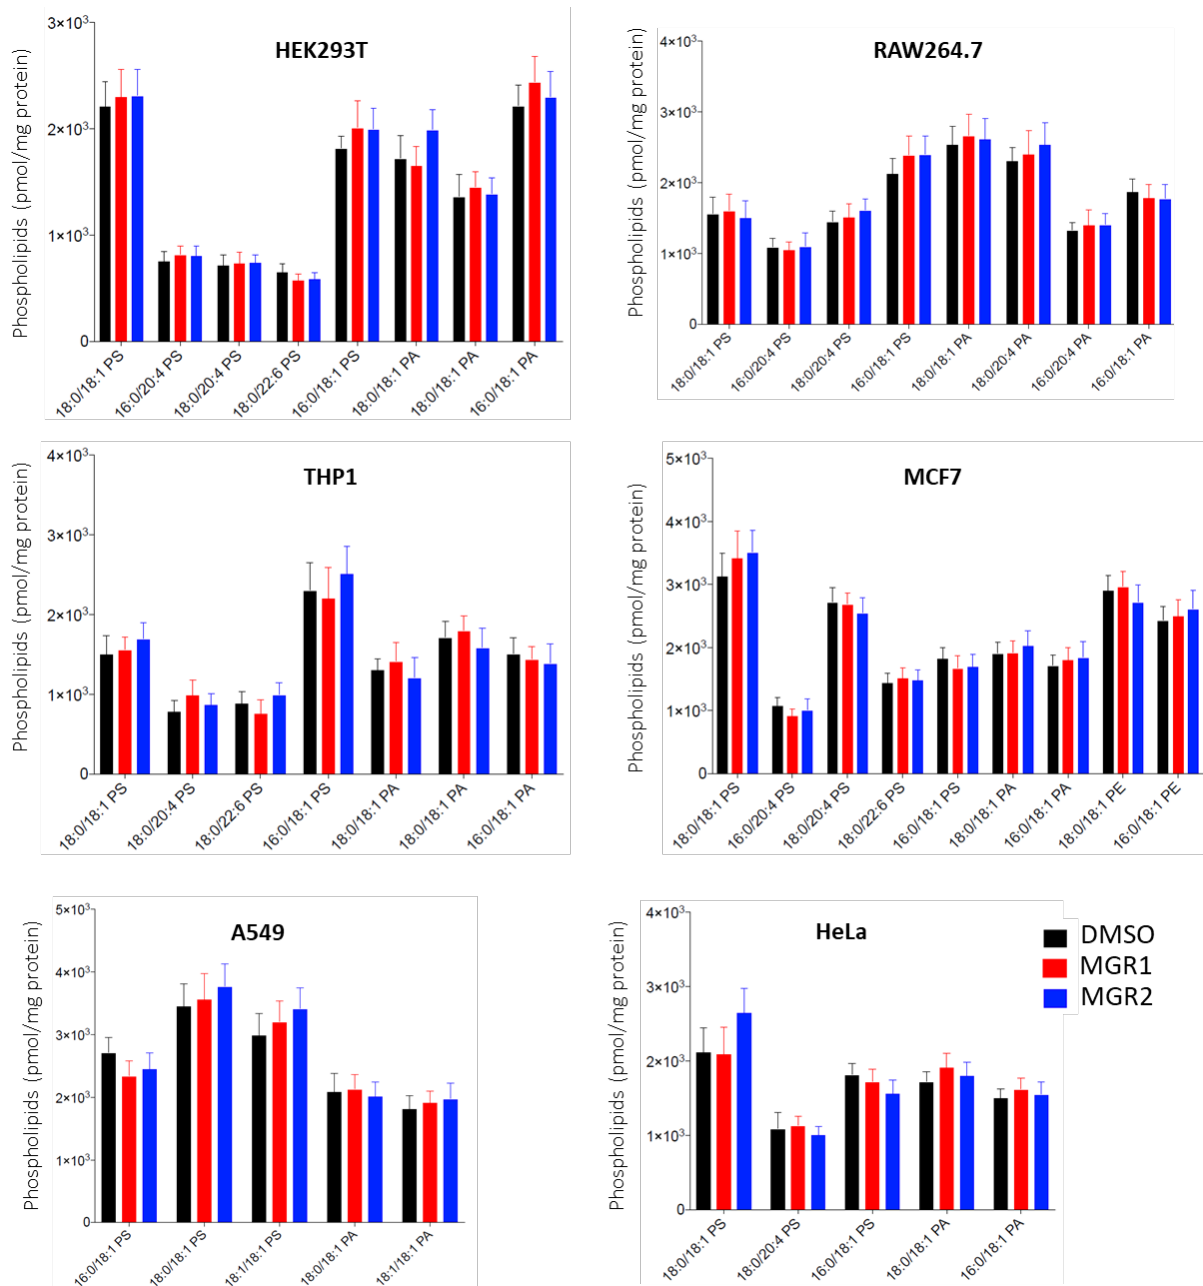 HEK293T
Phospholipids (pmol/mg protein)
3×10³
2×10³
1×10³
0
18:0/18:1 PS
16:0/20:4 PS
18:0/20:4 PS
18:0/22:6 PS
16:0/18:1 PS
18:0/18:1 PA
18:0/18:1 PA
16:0/18:1 PA
RAW264.7
Phospholipids (pmol/mg protein)
4×10³
3×10³
2×10³
1×10³
0
18:0/18:1 PS
16:0/20:4 PS
18:0/20:4 PS
16:0/18:1 PS
18:0/18:1 PA
18:0/20:4 PA
16:0/20:4 PA
16:0/18:1 PA
THP1
Phospholipids (pmol/mg protein)
4×10³
3×10³
2×10³
1×10³
0
18:0/18:1 PS
18:0/20:4 PS
18:0/22:6 PS
16:0/18:1 PS
18:0/18:1 PA
18:0/18:1 PA
16:0/18:1 PA
MCF7
Phospholipids (pmol/mg protein)
5×10³
4×10³
3×10³
2×10³
1×10³
0
18:0/18:1 PS
16:0/20:4 PS
18:0/20:4 PS
18:0/22:6 PS
16:0/18:1 PS
18:0/18:1 PA
16:0/18:1 PA
18:0/18:1 PE
16:0/18:1 PE
A549
Phospholipids (pmol/mg protein)
5×10³
4×10³
3×10³
2×10³
1×10³
0
16:0/18:1 PS
18:0/18:1 PS
18:1/18:1 PS
18:0/18:1 PA
18:1/18:1 PA
HeLa
Phospholipids (pmol/mg protein)
4×10³
3×10³
2×10³
1×10³
0
18:0/18:1 PS
18:0/20:4 PS
16:0/18:1 PS
18:0/18:1 PA
16:0/18:1 PA
DMSO
MGR1
MGR2